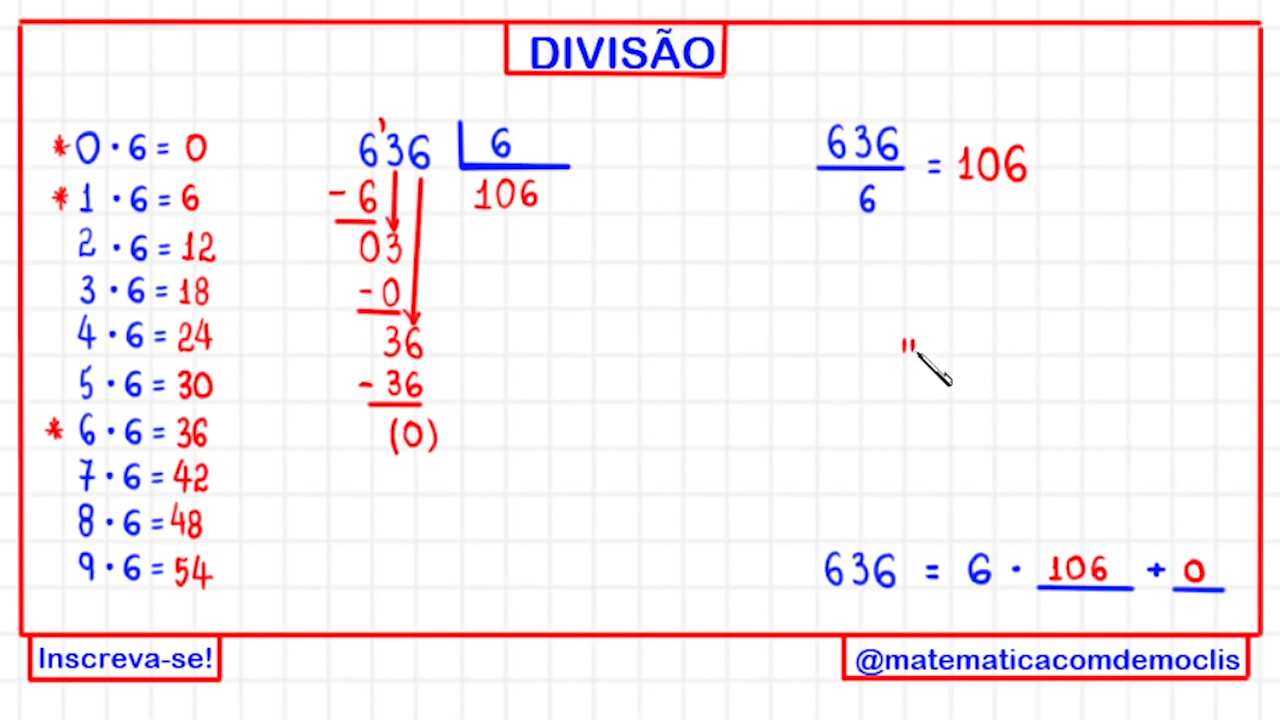 DIVISÃO
* 0 · 6 = 0
* 1 · 6 = 6
2 · 6 = 12
3 · 6 = 18
4 · 6 = 24
5 · 6 = 30
* 6 · 6 = 36
7 · 6 = 42
8 · 6 = 48
9 · 6 = 54
6'36 6
- 6 106
03
- 0
36
- 36
(0)
636
6
= 106
"
636 = 6 · 106 + 0
Inscreva-se!
@matematicacomdemoclis